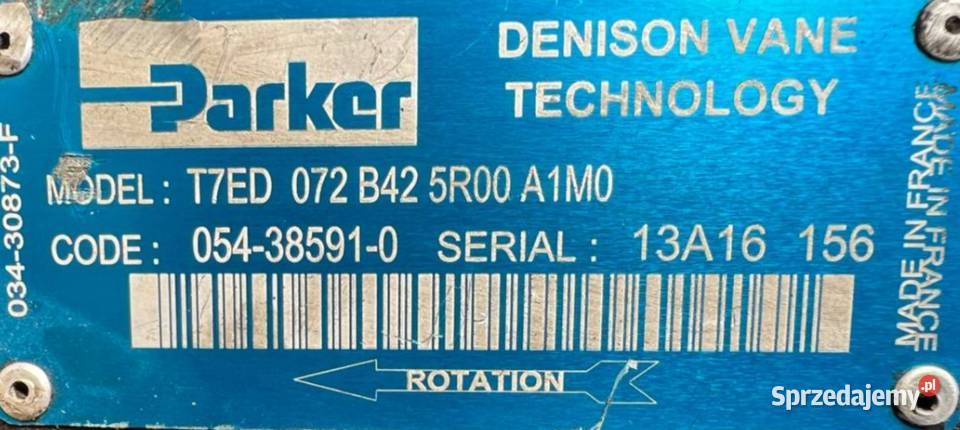 Parker
DENISON VANE
TECHNOLOGY
MODEL : T7ED 072 B42 5R00 A1M0
CODE : 054-38591-0 SERIAL : 13A16 156
ROTATION
034-30873-F
MADE IN FRANCE
MADE IN FRANCE
Sprzedajemy.pl